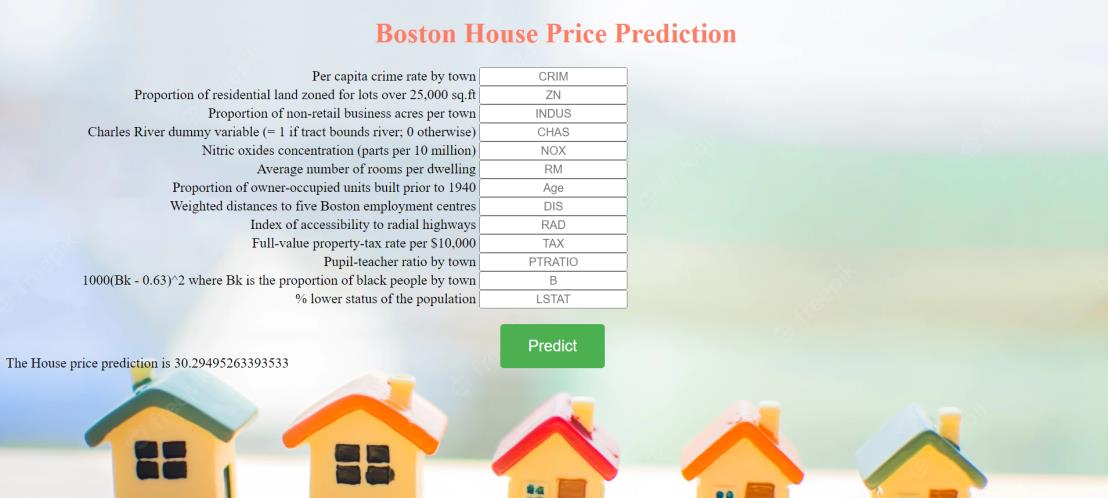 Boston House Price Prediction
Per capita crime rate by town CRIM
Proportion of residential land zoned for lots over 25,000 sq.ft ZN
Proportion of non-retail business acres per town INDUS
Charles River dummy variable (= 1 if tract bounds river; 0 otherwise) CHAS
Nitric oxides concentration (parts per 10 million) NOX
Average number of rooms per dwelling RM
Proportion of owner-occupied units built prior to 1940 Age
Weighted distances to five Boston employment centres DIS
Index of accessibility to radial highways RAD
Full-value property-tax rate per $10,000 TAX
Pupil-teacher ratio by town PTRATIO
1000(Bk - 0.63)^2 where Bk is the proportion of black people by town B
% lower status of the population LSTAT
Predict
The House price prediction is 30.29495263393533